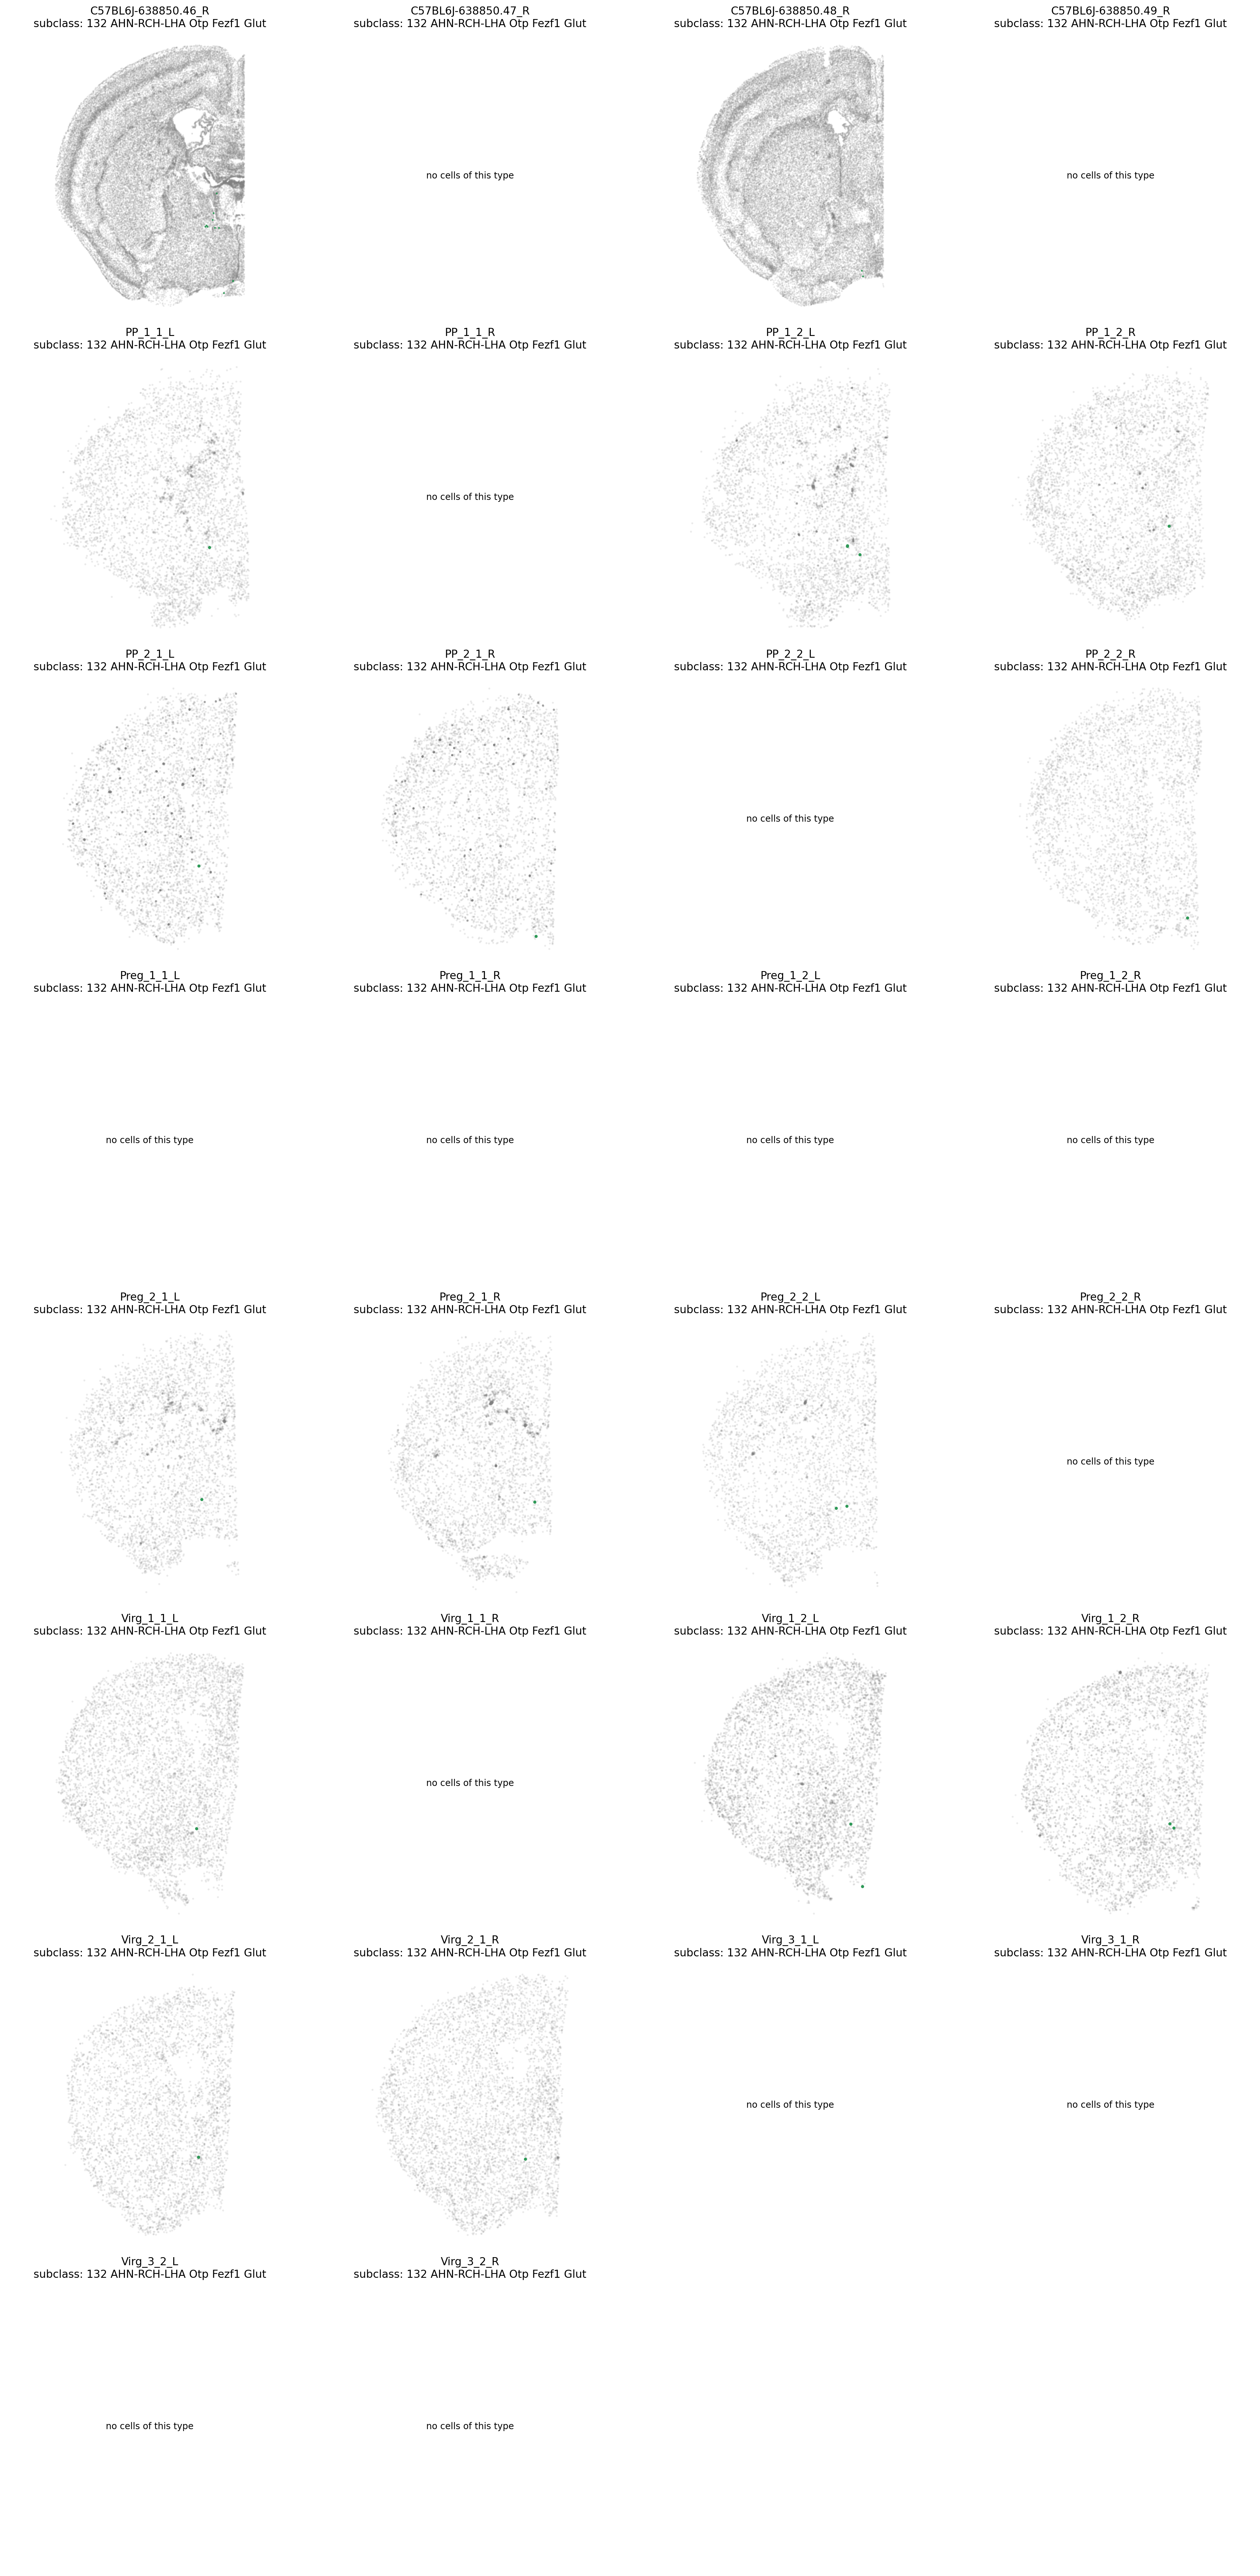 C57BL6J-638850.46_R
subclass: 132 AHN-RCH-LHA Otp Fezf1 Glut
C57BL6J-638850.47_R
subclass: 132 AHN-RCH-LHA Otp Fezf1 Glut
no cells of this type
C57BL6J-638850.48_R
subclass: 132 AHN-RCH-LHA Otp Fezf1 Glut
C57BL6J-638850.49_R
subclass: 132 AHN-RCH-LHA Otp Fezf1 Glut
no cells of this type
PP_1_1_L
subclass: 132 AHN-RCH-LHA Otp Fezf1 Glut
PP_1_1_R
subclass: 132 AHN-RCH-LHA Otp Fezf1 Glut
no cells of this type
PP_1_2_L
subclass: 132 AHN-RCH-LHA Otp Fezf1 Glut
PP_1_2_R
subclass: 132 AHN-RCH-LHA Otp Fezf1 Glut
PP_2_1_L
subclass: 132 AHN-RCH-LHA Otp Fezf1 Glut
PP_2_1_R
subclass: 132 AHN-RCH-LHA Otp Fezf1 Glut
PP_2_2_L
subclass: 132 AHN-RCH-LHA Otp Fezf1 Glut
no cells of this type
PP_2_2_R
subclass: 132 AHN-RCH-LHA Otp Fezf1 Glut
Preg_1_1_L
subclass: 132 AHN-RCH-LHA Otp Fezf1 Glut
no cells of this type
Preg_1_1_R
subclass: 132 AHN-RCH-LHA Otp Fezf1 Glut
no cells of this type
Preg_1_2_L
subclass: 132 AHN-RCH-LHA Otp Fezf1 Glut
no cells of this type
Preg_1_2_R
subclass: 132 AHN-RCH-LHA Otp Fezf1 Glut
no cells of this type
Preg_2_1_L
subclass: 132 AHN-RCH-LHA Otp Fezf1 Glut
Preg_2_1_R
subclass: 132 AHN-RCH-LHA Otp Fezf1 Glut
Preg_2_2_L
subclass: 132 AHN-RCH-LHA Otp Fezf1 Glut
Preg_2_2_R
subclass: 132 AHN-RCH-LHA Otp Fezf1 Glut
no cells of this type
Virg_1_1_L
subclass: 132 AHN-RCH-LHA Otp Fezf1 Glut
Virg_1_1_R
subclass: 132 AHN-RCH-LHA Otp Fezf1 Glut
no cells of this type
Virg_1_2_L
subclass: 132 AHN-RCH-LHA Otp Fezf1 Glut
Virg_1_2_R
subclass: 132 AHN-RCH-LHA Otp Fezf1 Glut
Virg_2_1_L
subclass: 132 AHN-RCH-LHA Otp Fezf1 Glut
Virg_2_1_R
subclass: 132 AHN-RCH-LHA Otp Fezf1 Glut
Virg_3_1_L
subclass: 132 AHN-RCH-LHA Otp Fezf1 Glut
no cells of this type
Virg_3_1_R
subclass: 132 AHN-RCH-LHA Otp Fezf1 Glut
no cells of this type
Virg_3_2_L
subclass: 132 AHN-RCH-LHA Otp Fezf1 Glut
no cells of this type
Virg_3_2_R
subclass: 132 AHN-RCH-LHA Otp Fezf1 Glut
no cells of this type